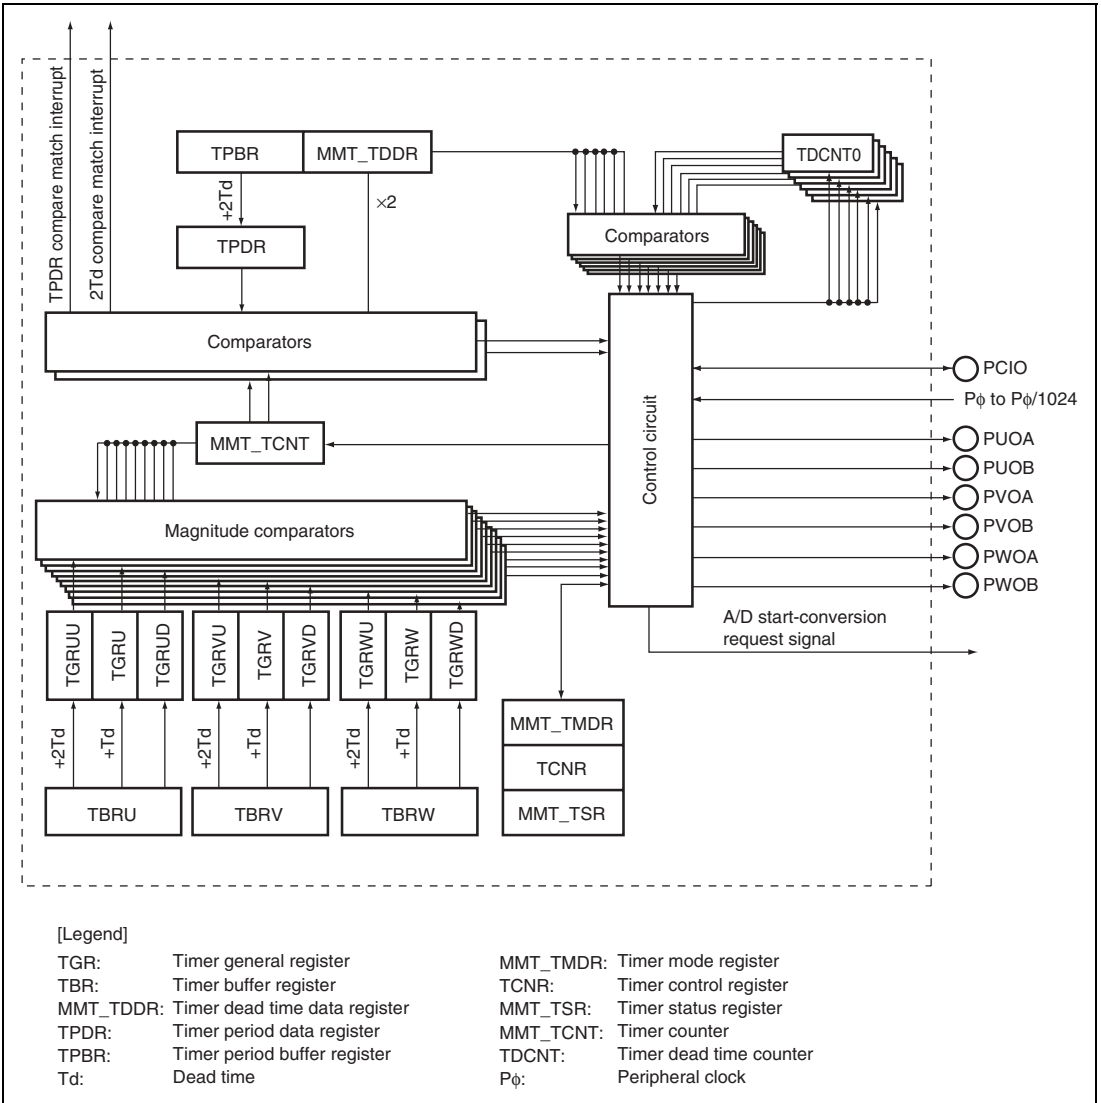 TPDR compare match interrupt
2Td compare match interrupt
TPBR
MMT_TDDR
TDCNT0
+2Td
×2
TPDR
Comparators
Comparators
Control circuit
PCIO
Pϕ to Pϕ/1024
MMT_TCNT
PUOA
PUOB
PVOA
PVOB
PWOA
PWOB
Magnitude comparators
A/D start-conversion
request signal
TGRUU
TGRU
TGRUD
TGRVU
TGRV
TGRVD
TGRWU
TGRW
TGRWD
+2Td
+Td
+2Td
+Td
+2Td
+Td
TBRU
TBRV
TBRW
MMT_TMDR
TCNR
MMT_TSR
[Legend]
TGR: Timer general register
TBR: Timer buffer register
MMT_TDDR: Timer dead time data register
TPDR: Timer period data register
TPBR: Timer period buffer register
Td: Dead time
MMT_TMDR: Timer mode register
TCNR: Timer control register
MMT_TSR: Timer status register
MMT_TCNT: Timer counter
TDCNT: Timer dead time counter
Pϕ: Peripheral clock